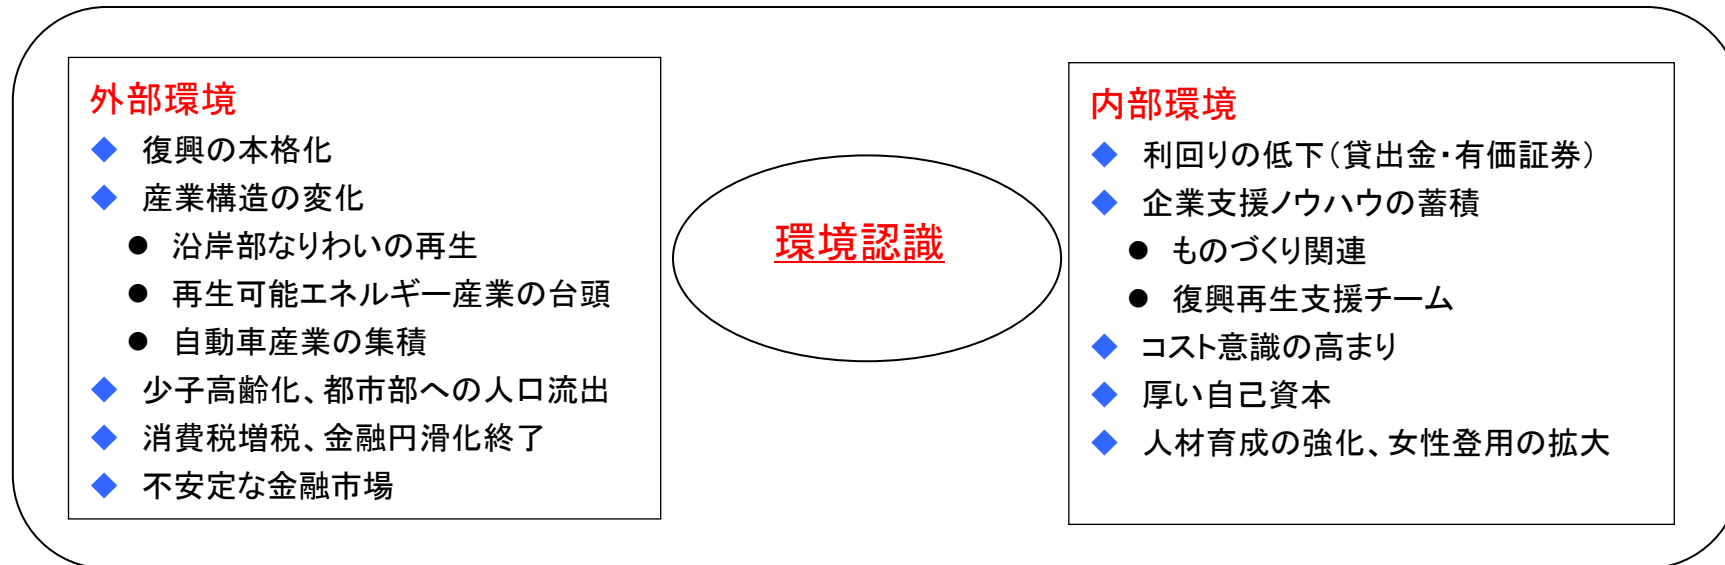 外部環境
◆ 復興の本格化
◆ 産業構造の変化
● 沿岸部なりわいの再生
● 再生可能エネルギー産業の台頭
● 自動車産業の集積
◆ 少子高齢化、都市部への人口流出
◆ 消費税増税、金融円滑化終了
◆ 不安定な金融市場
環境認識
内部環境
◆ 利回りの低下(貸出金・有価証券)
◆ 企業支援ノウハウの蓄積
● ものづくり関連
● 復興再生支援チーム
◆ コスト意識の高まり
◆ 厚い自己資本
◆ 人材育成の強化、女性登用の拡大